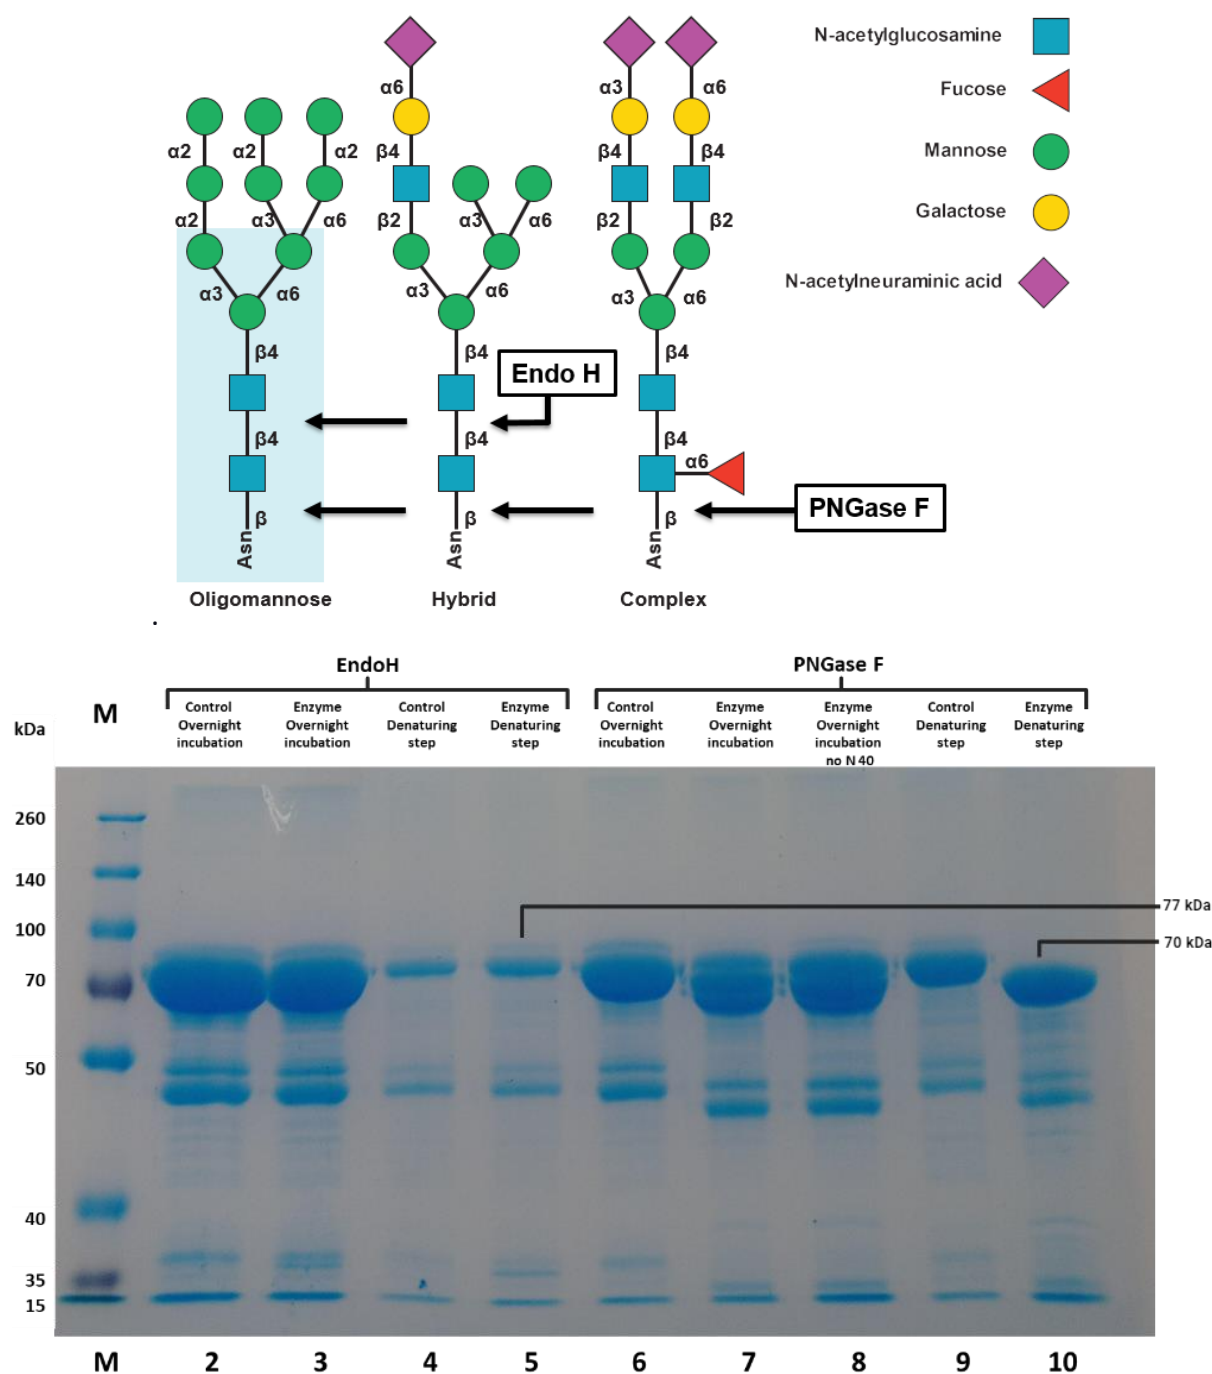 N-acetylglucosamine
Fucose
Mannose
Galactose
N-acetylneuraminic acid
α6
α3 α6
β4 β4 β4
α2 α2 α2
β2 β2 β2
α2 α3 α6
α3 α6
α3 α6
α3 α6
α3 α6
β4 β4 β4
Endo H
β4 β4 β4
α6
PNGase F
β β β
Asn Asn Asn
Oligomannose Hybrid Complex
EndoH PNGase F
kDa
M
Control Overnight incubation
Enzyme Overnight incubation
Control Denaturing step
Enzyme Denaturing step
Control Overnight incubation
Enzyme Overnight incubation
Enzyme Overnight incubation no N40
Control Denaturing step
Enzyme Denaturing step
260
140
100
70
50
40
35
15
77 kDa
70 kDa
M 2 3 4 5 6 7 8 9 10